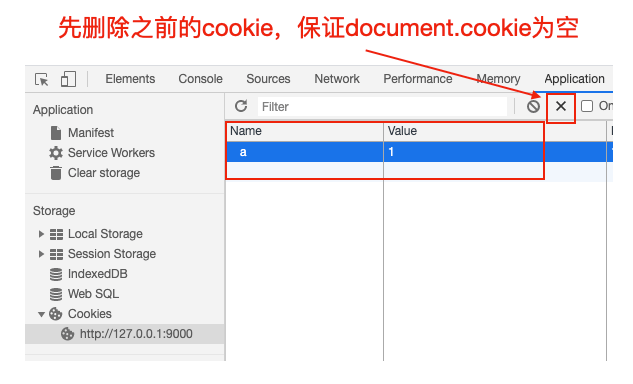 先删除之前的cookie，保证document.cookie为空
Elements Console Sources Network Performance Memory Application
Application
Filter
On
Name Value
Manifest
a 1
Service Workers
Clear storage
Storage
Local Storage
Session Storage
IndexedDB
Web SQL
Cookies
http://127.0.0.1:9000